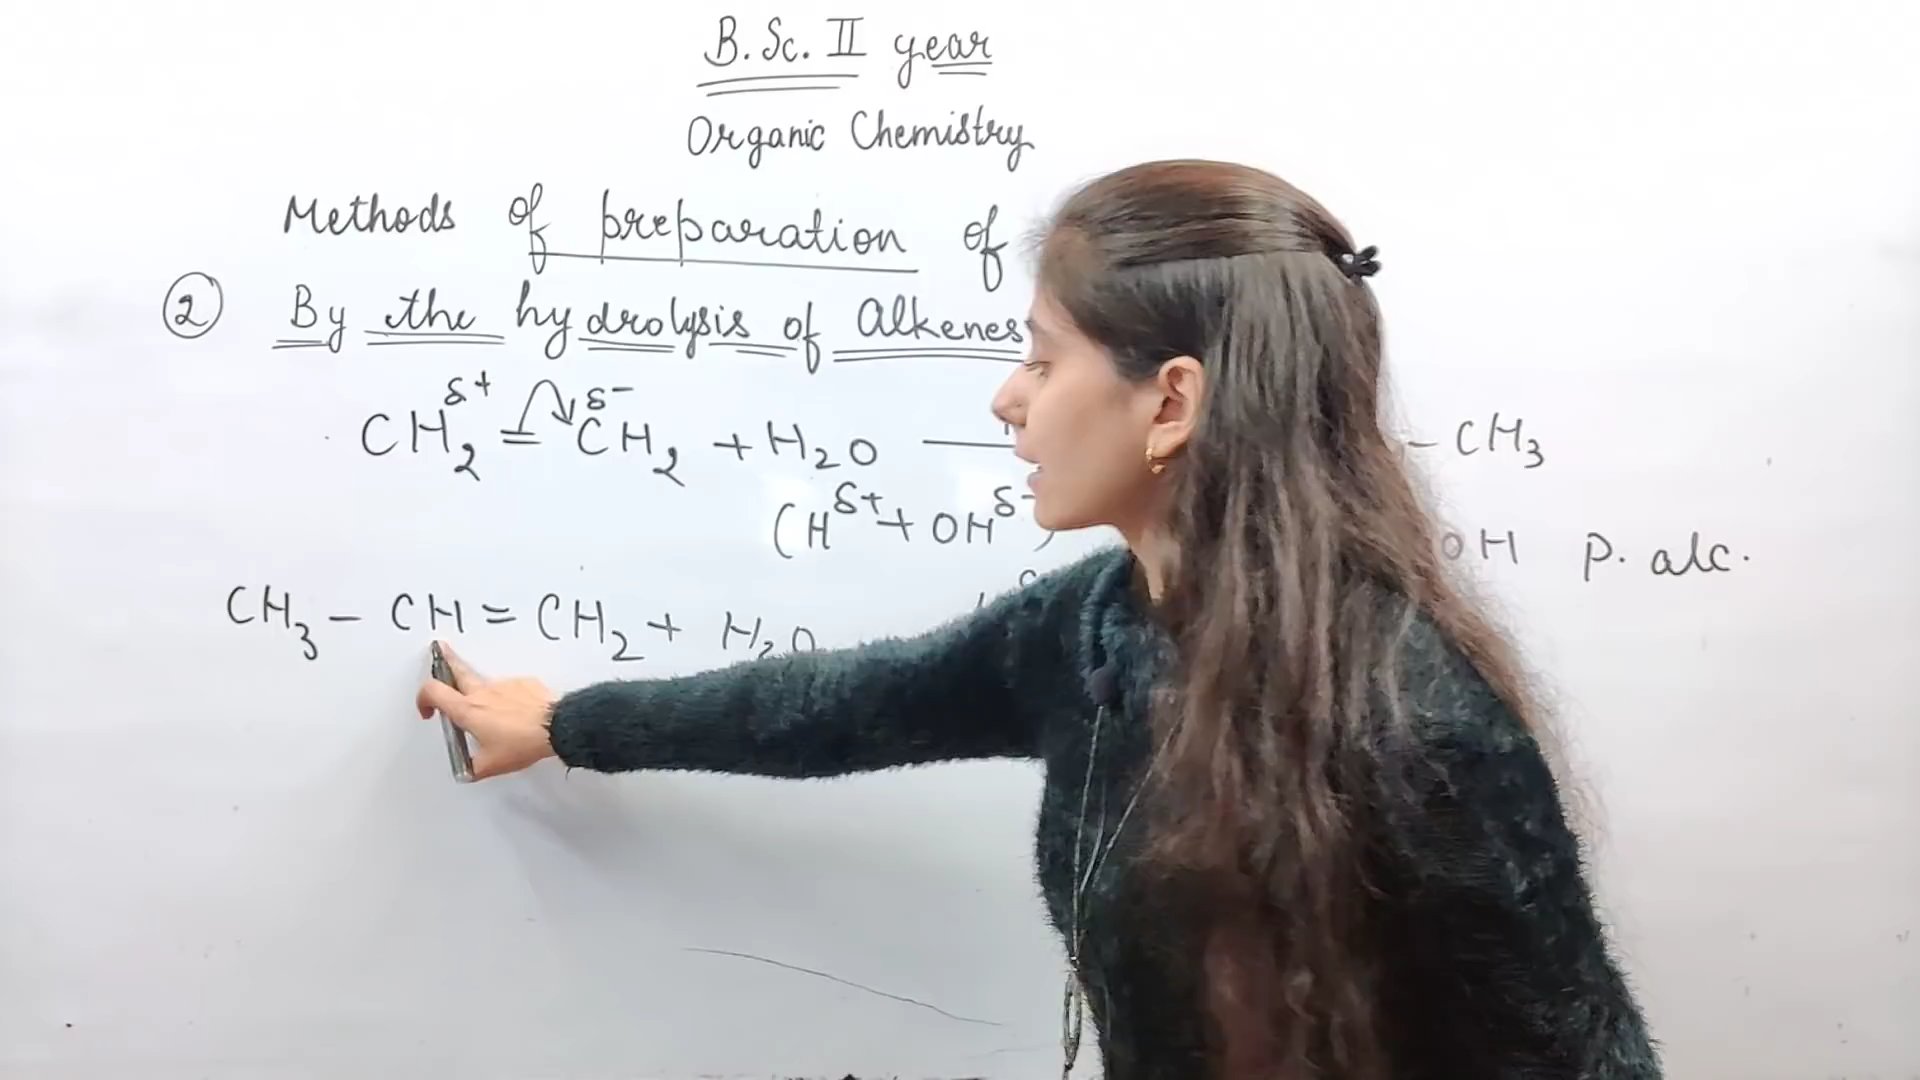 B. Sc. II year
Organic Chemistry
Methods of preparation of
② By the hydrolysis of Alkenes
CH₂^δ+ = CH₂^δ- + H₂O ⟶ - CH₃
(H^δ+ + OH^δ- ) OH P. alc.
CH₃ - CH = CH₂ + H₂O